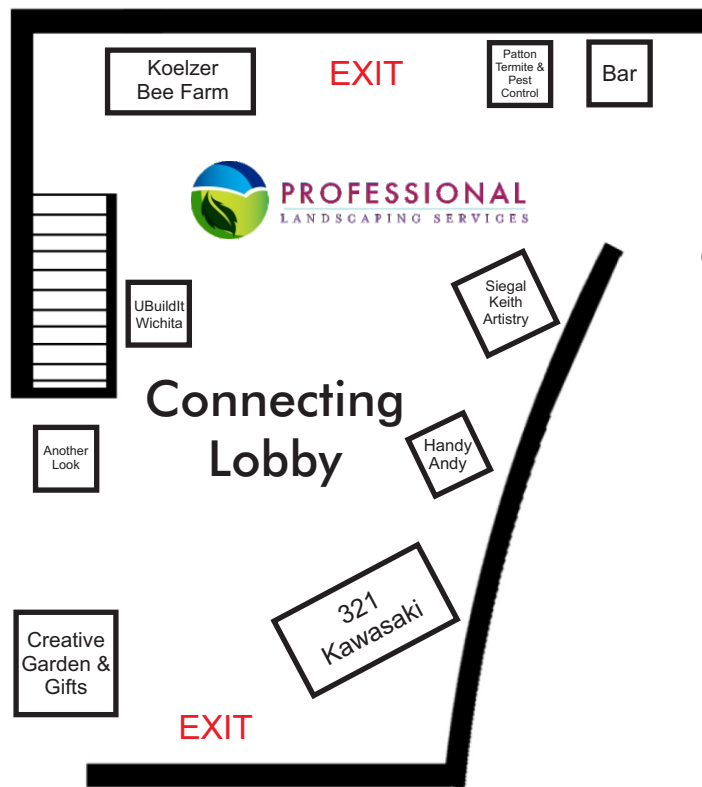 Koelzer
Bee Farm
EXIT
Patton
Termite &
Pest
Control
Bar
PROFESSIONAL
LANDSCAPING SERVICES
UBuildIt
Wichita
Siegal
Keith
Artistry
Connecting
Lobby
Another
Look
Handy
Andy
321
Kawasaki
Creative
Garden &
Gifts
EXIT